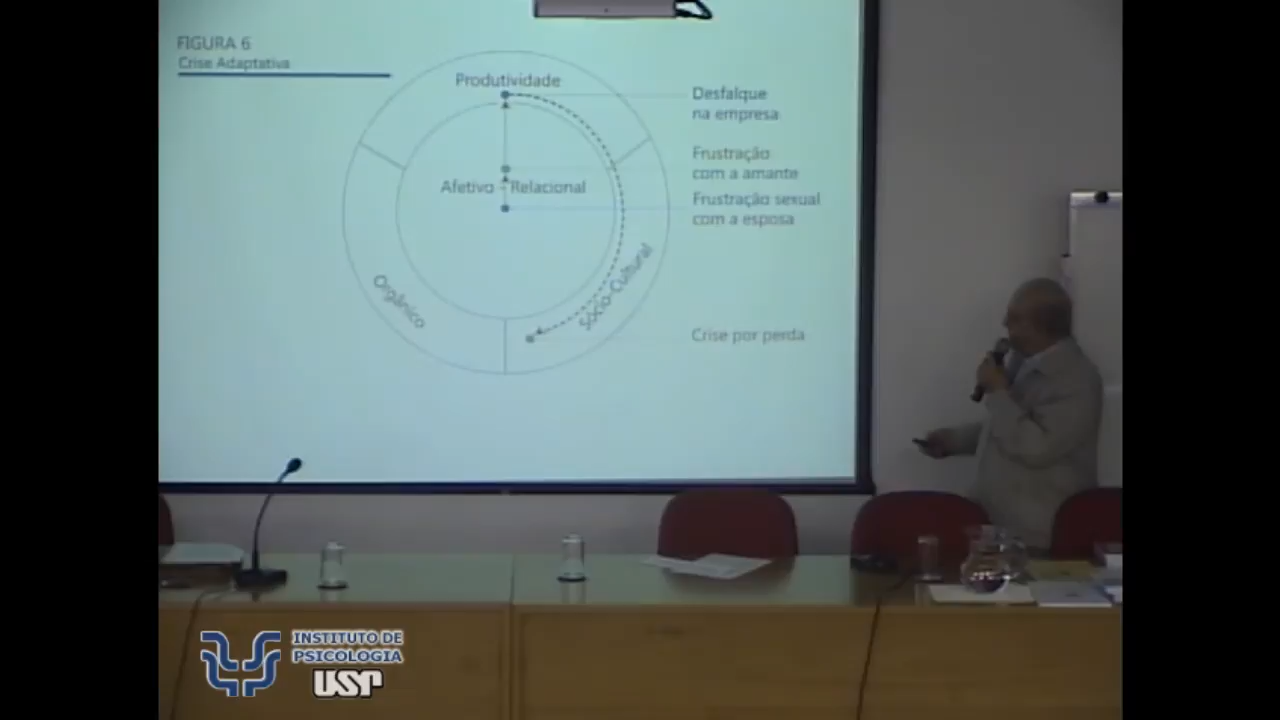 FIGURA 6
Crise Adaptativa
Produtividade
Desfalque
na empresa
Frustração
com a amante
Afetivo - Relacional
Frustração sexual
com a esposa
Orgânico
Sócio-Cultural
Crise por perda
INSTITUTO DE
PSICOLOGIA
USP